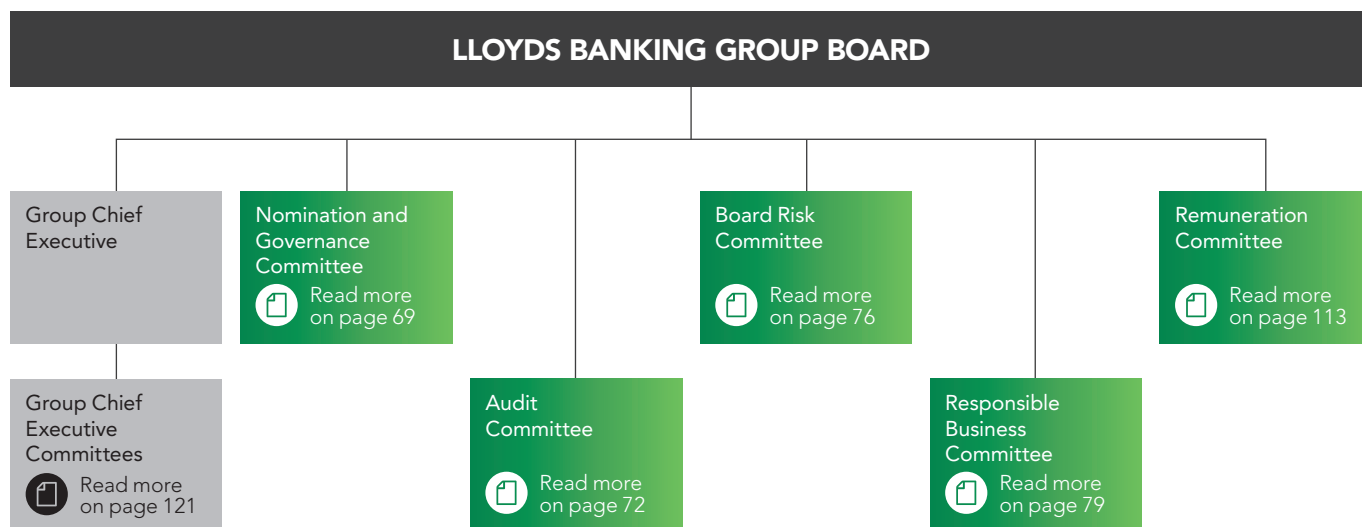 LLOYDS BANKING GROUP BOARD
Group Chief
Executive
Nomination and
Governance
Committee
Read more
on page 69
Board Risk
Committee
Read more
on page 76
Remuneration
Committee
Read more
on page 113
Group Chief
Executive
Committees
Read more
on page 121
Audit
Committee
Read more
on page 72
Responsible
Business
Committee
Read more
on page 79